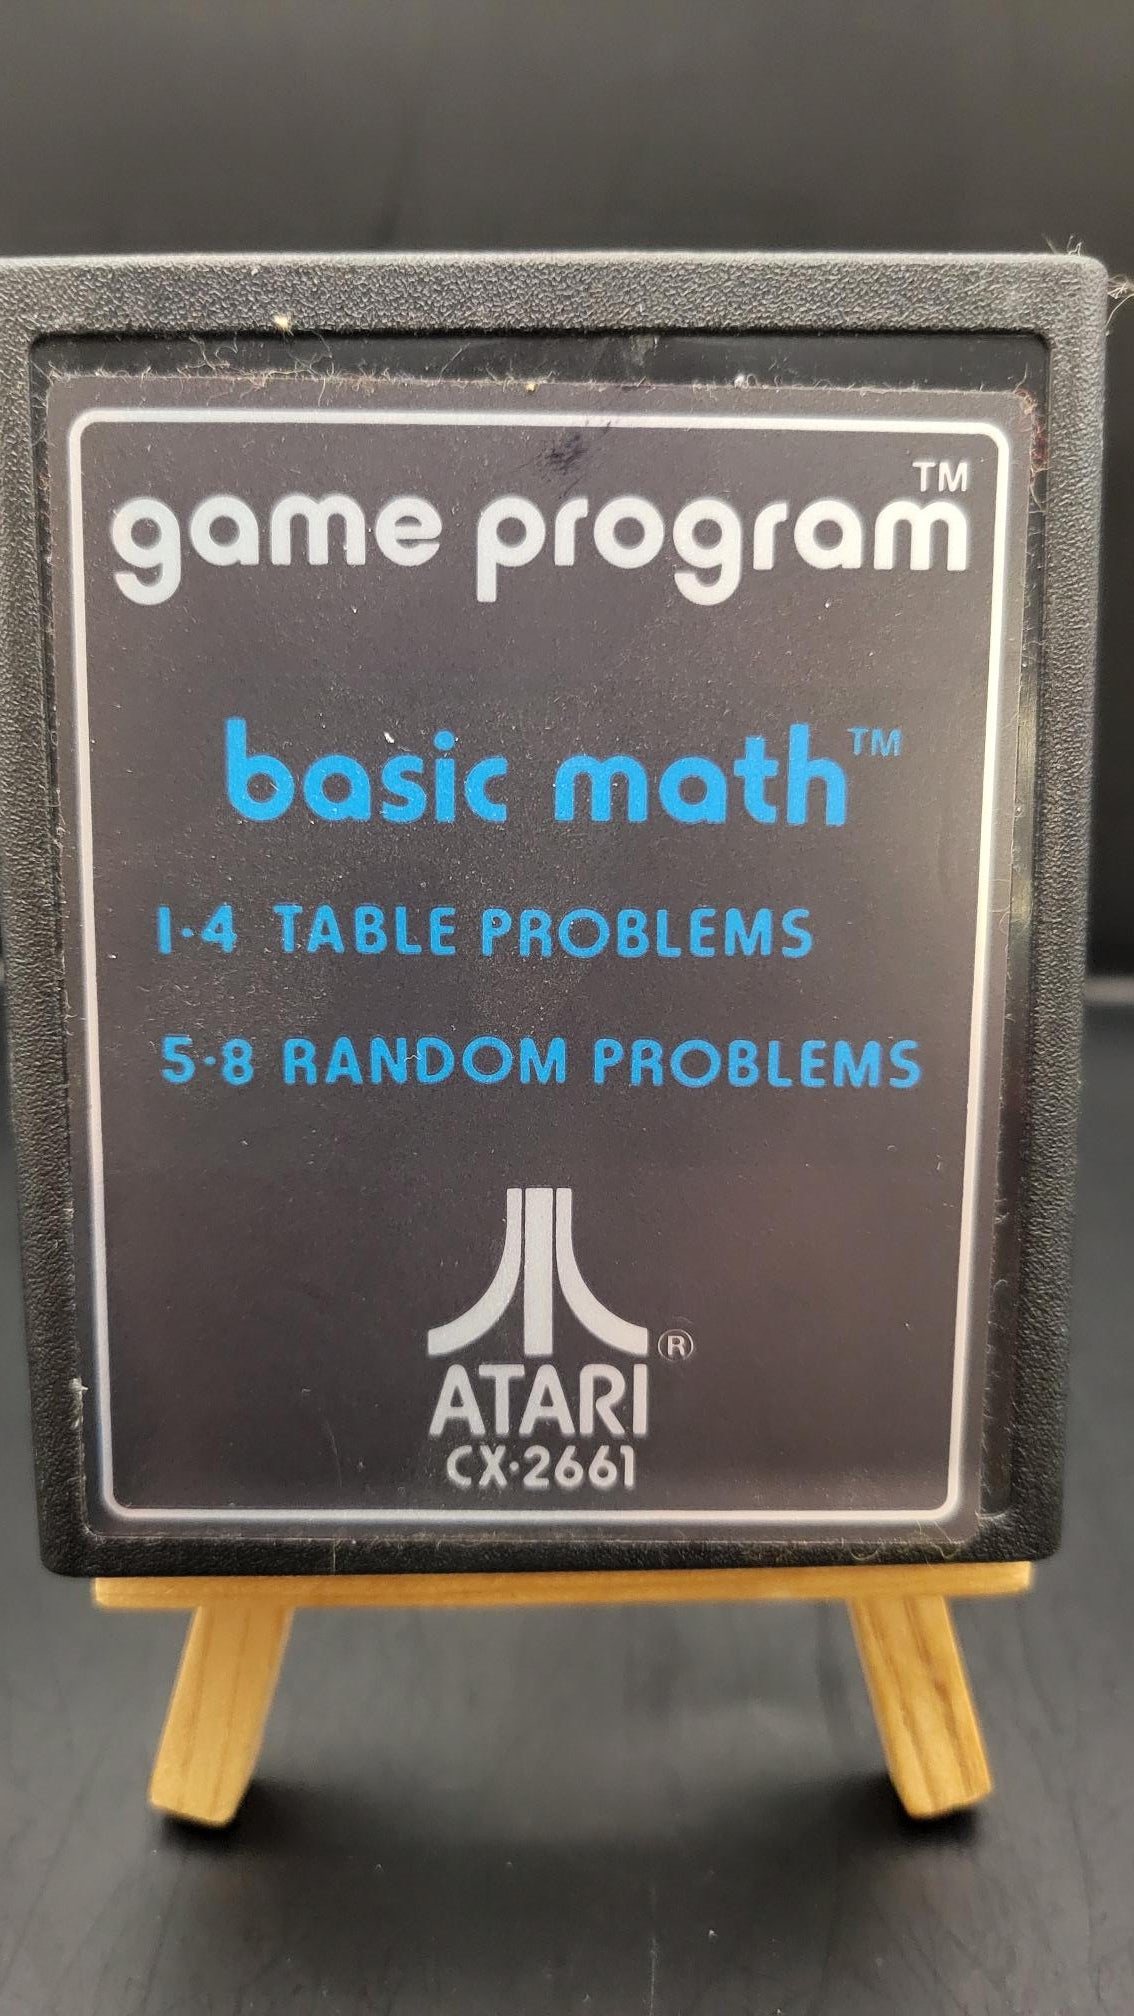 game program™
basic math™
1·4 TABLE PROBLEMS
5·8 RANDOM PROBLEMS
ATARI®
CX·2661